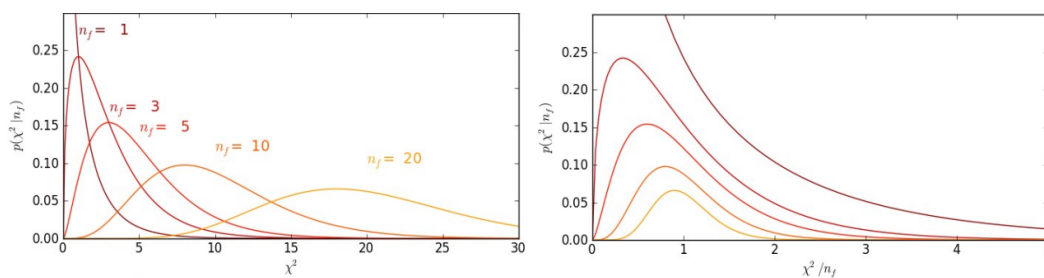 n_f = 1
n_f = 3
n_f = 5
n_f = 10
n_f = 20
0.25
0.20
0.15
0.10
0.05
0.00
p(χ² |n_f)
0 5 10 15 20 25 30
χ²
0.25
0.20
0.15
0.10
0.05
0.00
p(χ² |n_f)
0 1 2 3 4
χ² /n_f